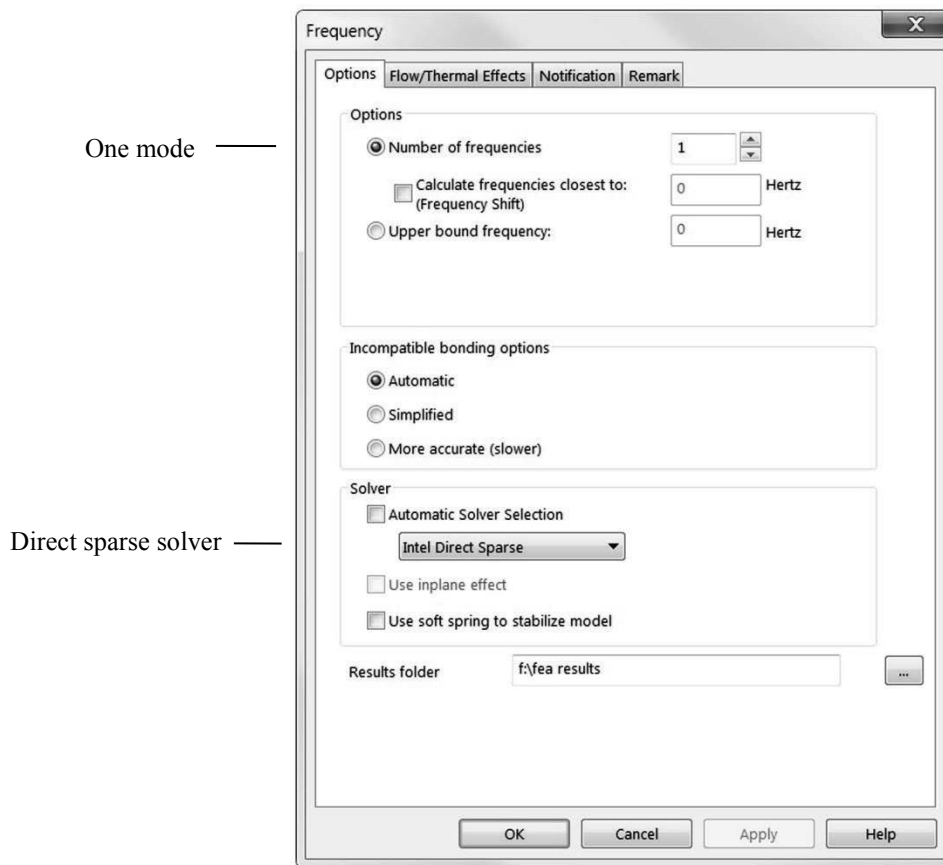 Frequency
X
Options Flow/Thermal Effects Notification Remark
Options
One mode
Number of frequencies 1
Calculate frequencies closest to: 0 Hertz
(Frequency Shift)
Upper bound frequency: 0 Hertz
Incompatible bonding options
Automatic
Simplified
More accurate (slower)
Solver
Automatic Solver Selection
Direct sparse solver
Intel Direct Sparse
Use inplane effect
Use soft spring to stabilize model
Results folder f:\fea results ...
OK Cancel Apply Help